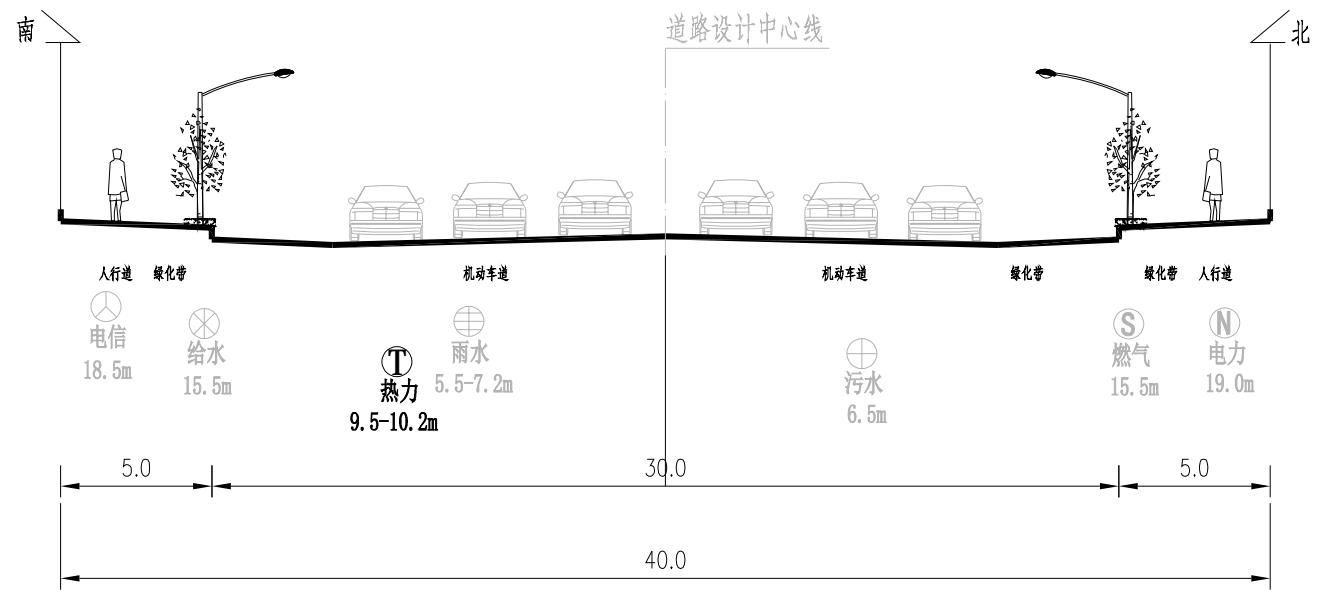 南
道路设计中心线
北
人行道
绿化带
机动车道
机动车道
绿化带
绿化带
人行道
电信
18.5m
给水
15.5m
T
热力
9.5-10.2m
雨水
5.5-7.2m
污水
6.5m
S
燃气
15.5m
N
电力
19.0m
5.0
30.0
5.0
40.0